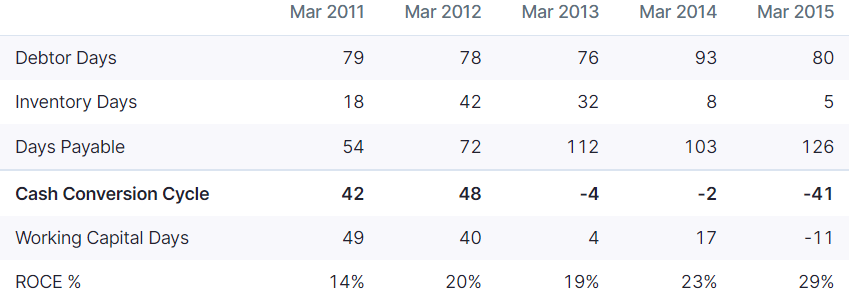 Mar 2011 Mar 2012 Mar 2013 Mar 2014 Mar 2015
Debtor Days 79 78 76 93 80
Inventory Days 18 42 32 8 5
Days Payable 54 72 112 103 126
Cash Conversion Cycle 42 48 -4 -2 -41
Working Capital Days 49 40 4 17 -11
ROCE % 14% 20% 19% 23% 29%